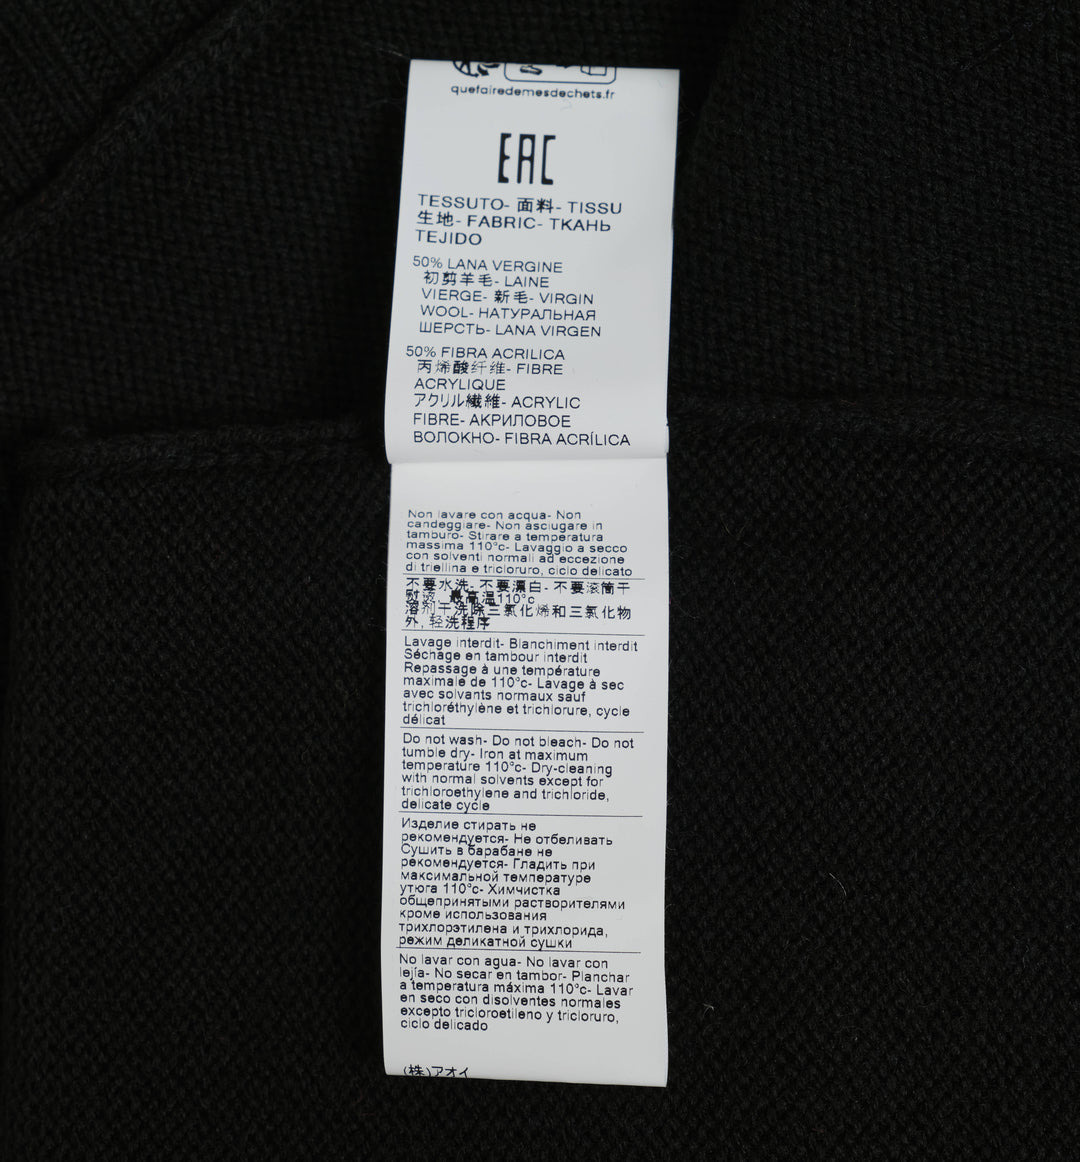 quefairedemesdechets.fr
EAC
TESSUTO- 面料- TISSU
生地- FABRIC- ТКАНЬ
TEJIDO
50% LANA VERGINE
初剪羊毛- LAINE
VIERGE- 新毛- VIRGIN
WOOL- НАТУРАЛЬНАЯ
ШЕРСТЬ- LANA VIRGEN
50% FIBRA ACRILICA
丙烯酸纤维- FIBRE
ACRYLIQUE
アクリル繊維- ACRYLIC
FIBRE- АКРИЛОВОЕ
ВОЛОКНО- FIBRA ACRÍLICA
Non lavare con acqua- Non
candeggiare- Non asciugare in
tamburo- Stirare a temperatura
massima 110°c- Lavaggio a secco
con solventi normali ad eccezione
di triellina e tricloruro, ciclo delicato
不要水洗- 不要漂白- 不要滚筒干
最高温110°c
溶剂干洗除三氯化烯和三氯化物
外, 轻洗程序
Lavage interdit- Blanchiment interdit
Séchage en tambour interdit
Repassage à une température
maximale de 110°c- Lavage à sec
avec solvants normaux sauf
trichloréthylène et trichlorure, cycle
délicat
Do not wash- Do not bleach- Do not
tumble dry- Iron at maximum
temperature 110°c- Dry-cleaning
with normal solvents except for
trichloroethylene and trichloride,
delicate cycle
Изделие стирать не
рекомендуется- Не отбеливать
Сушить в барабане не
рекомендуется- Гладить при
максимальной температуре
утюга 110°c- Химчистка
общепринятыми растворителями
кроме использования
трихлорэтилена и трихлорида,
режим деликатной сушки
No lavar con agua- No lavar con
lejía- No secar en tambor- Planchar
a temperatura máxima 110°c- Lavar
en seco con disolventes normales
excepto tricloroetileno y tricloruro,
ciclo delicado
(株)アオイ